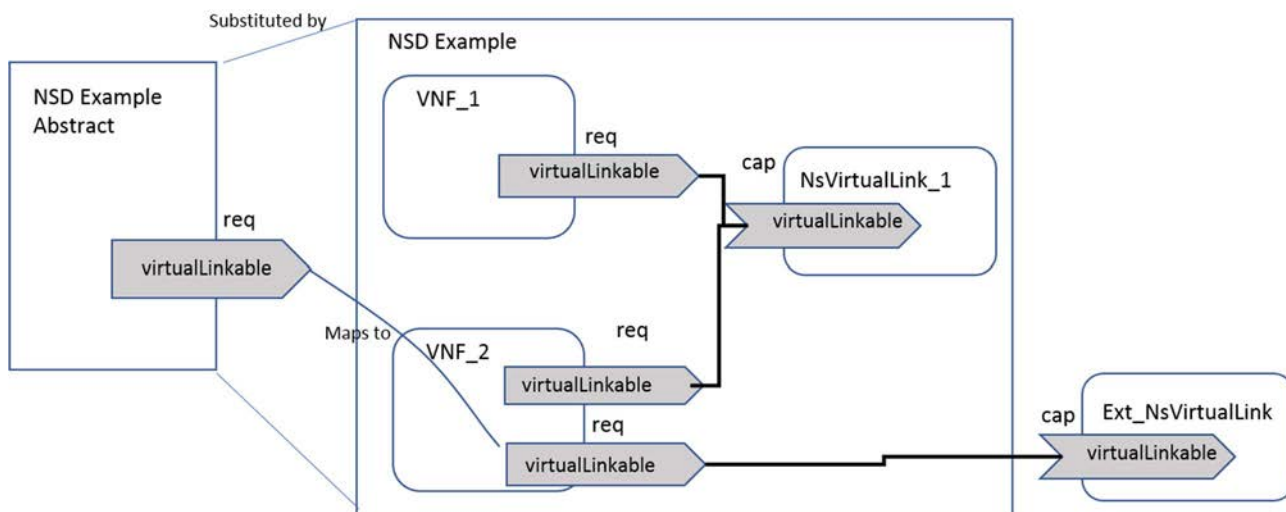 Substituted by
NSD Example
Abstract
req
virtualLinkable
Maps to
NSD Example
VNF_1
req
virtualLinkable
cap
NsVirtualLink_1
virtualLinkable
VNF_2
req
virtualLinkable
req
virtualLinkable
cap
Ext_NsVirtualLink
virtualLinkable